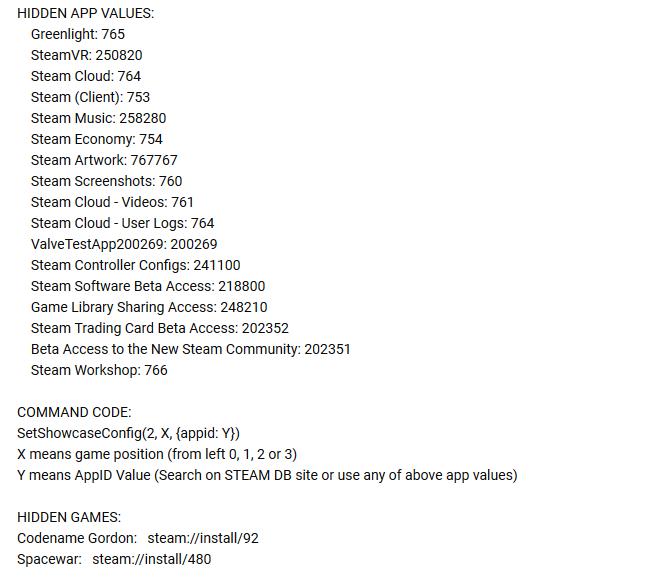 HIDDEN APP VALUES:
Greenlight: 765
SteamVR: 250820
Steam Cloud: 764
Steam (Client): 753
Steam Music: 258280
Steam Economy: 754
Steam Artwork: 767767
Steam Screenshots: 760
Steam Cloud - Videos: 761
Steam Cloud - User Logs: 764
ValveTestApp200269: 200269
Steam Controller Configs: 241100
Steam Software Beta Access: 218800
Game Library Sharing Access: 248210
Steam Trading Card Beta Access: 202352
Beta Access to the New Steam Community: 202351
Steam Workshop: 766
COMMAND CODE:
SetShowcaseConfig(2, X, {appid: Y})
X means game position (from left 0, 1, 2 or 3)
Y means AppID Value (Search on STEAM DB site or use any of above app values)
HIDDEN GAMES:
Codename Gordon: steam://install/92
Spacewar: steam://install/480